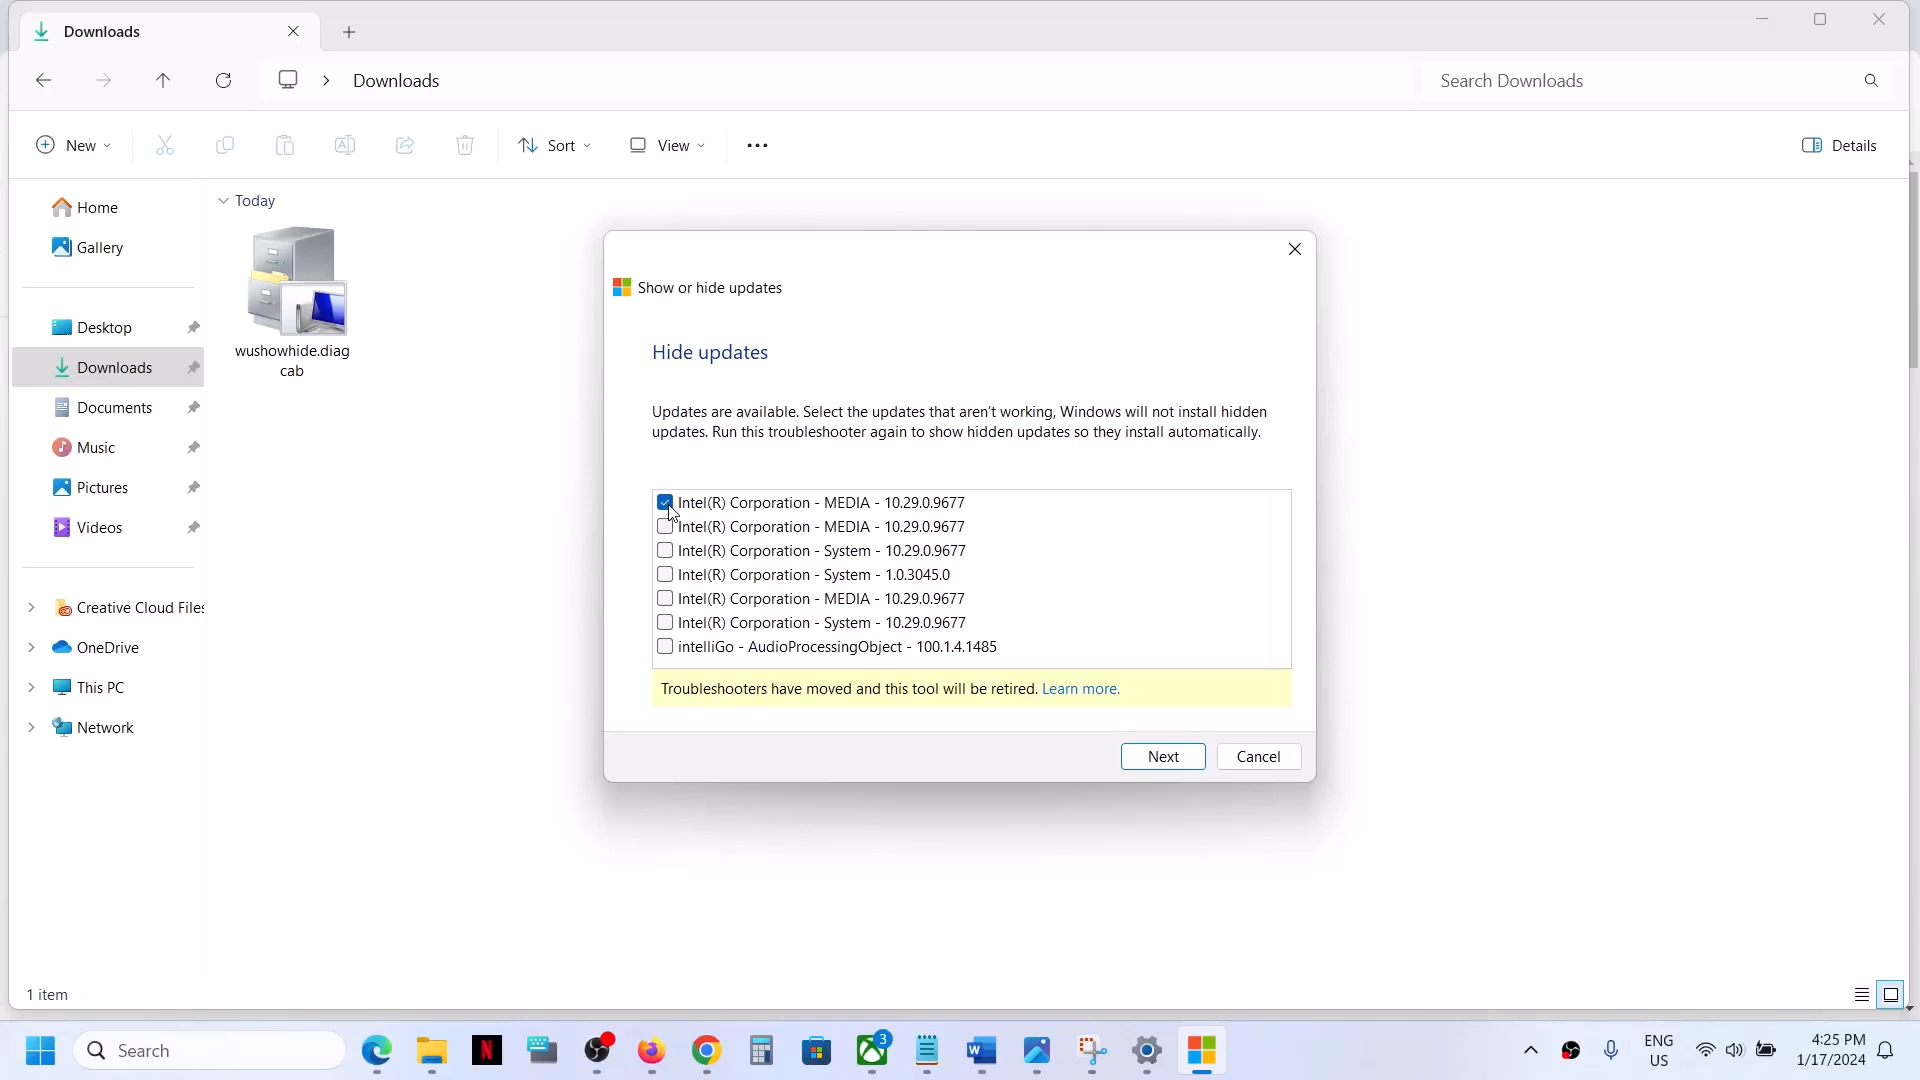 Downloads
Downloads
Search Downloads
New
Sort
View
Details
Home
Gallery
Desktop
Downloads
Documents
Music
Pictures
Videos
Creative Cloud Files
OneDrive
This PC
Network
Today
wushowhide.diag
cab
Show or hide updates
Hide updates
Updates are available. Select the updates that aren't working, Windows will not install hidden
updates. Run this troubleshooter again to show hidden updates so they install automatically.
Intel(R) Corporation - MEDIA - 10.29.0.9677
Intel(R) Corporation - MEDIA - 10.29.0.9677
Intel(R) Corporation - System - 10.29.0.9677
Intel(R) Corporation - System - 1.0.3045.0
Intel(R) Corporation - MEDIA - 10.29.0.9677
Intel(R) Corporation - System - 10.29.0.9677
intelliGo - AudioProcessingObject - 100.1.4.1485
Troubleshooters have moved and this tool will be retired. Learn more.
Next
Cancel
1 item
Search
N
3
W
ENG
US
4:25 PM
1/17/2024